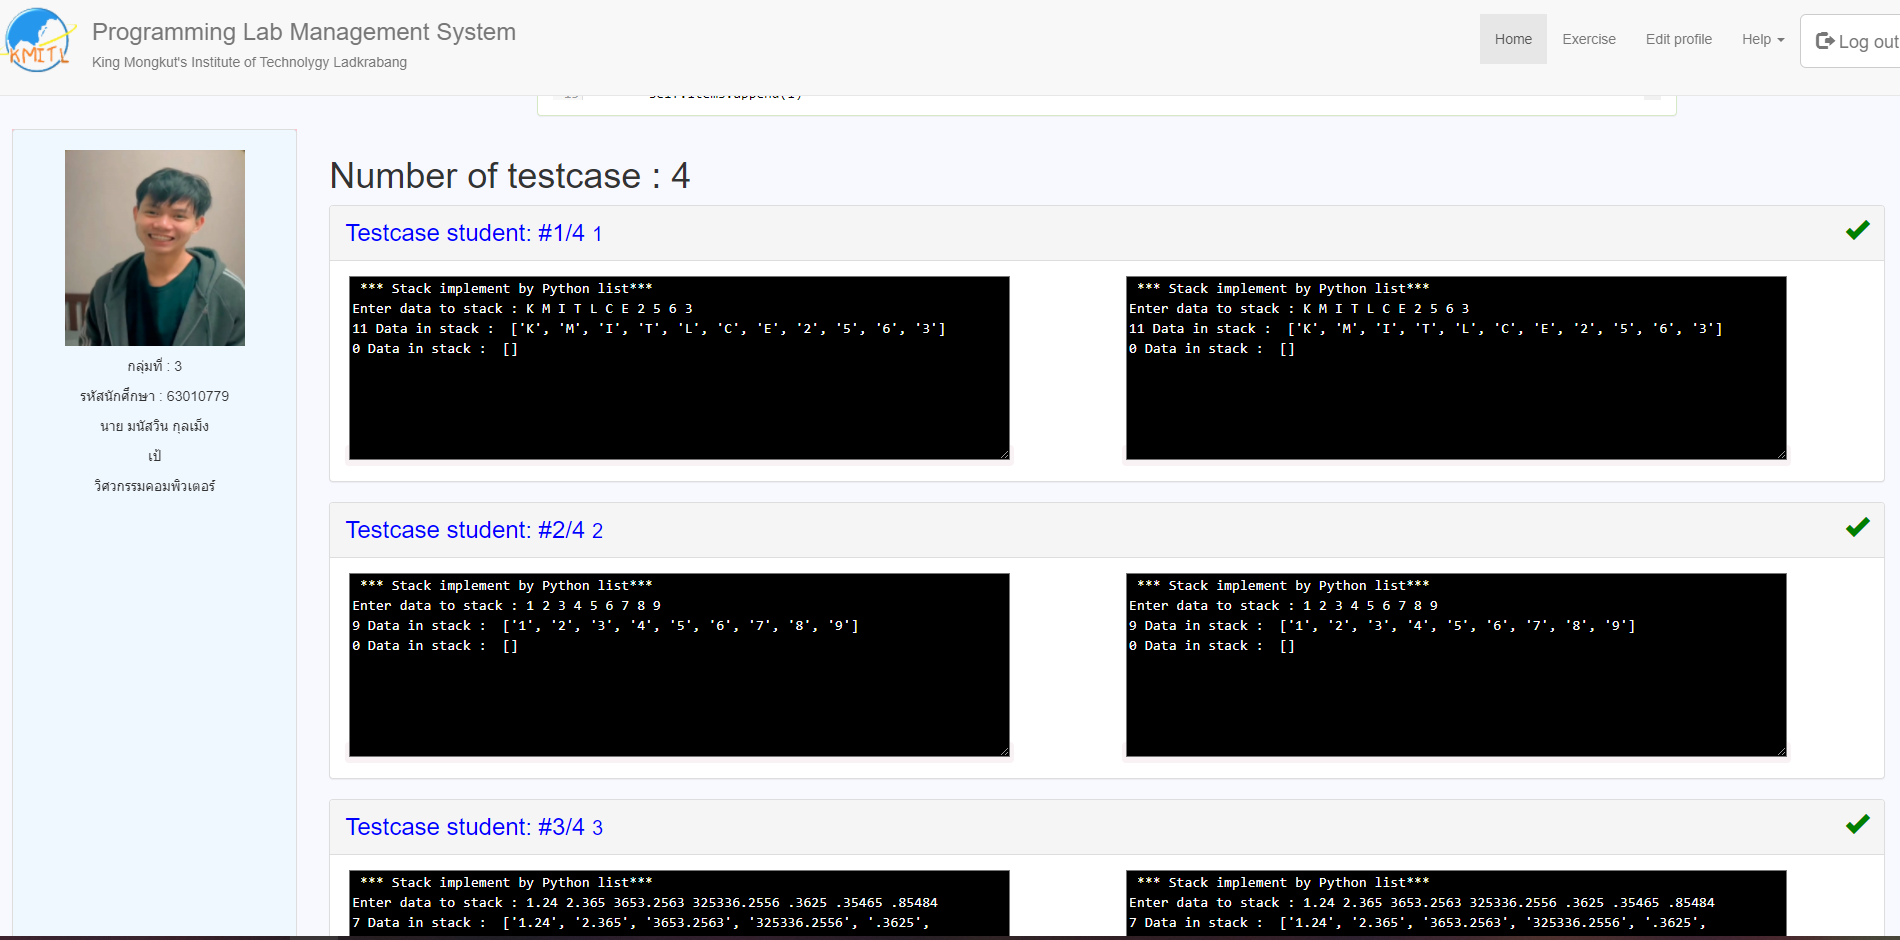 KMITL
Programming Lab Management System
King Mongkut's Institute of Technolygy Ladkrabang
Home
Exercise
Edit profile
Help
Log out
self.items.append(i)
กลุ่มที่ : 3
รหัสนักศึกษา : 63010779
นาย มนัสวิน กุลเม็ง
เป้
วิศวกรรมคอมพิวเตอร์
Number of testcase : 4
Testcase student: #1/4 1
*** Stack implement by Python list***
Enter data to stack : K M I T L C E 2 5 6 3
11 Data in stack :  ['K', 'M', 'I', 'T', 'L', 'C', 'E', '2', '5', '6', '3']
0 Data in stack :  []
*** Stack implement by Python list***
Enter data to stack : K M I T L C E 2 5 6 3
11 Data in stack :  ['K', 'M', 'I', 'T', 'L', 'C', 'E', '2', '5', '6', '3']
0 Data in stack :  []
Testcase student: #2/4 2
*** Stack implement by Python list***
Enter data to stack : 1 2 3 4 5 6 7 8 9
9 Data in stack :  ['1', '2', '3', '4', '5', '6', '7', '8', '9']
0 Data in stack :  []
*** Stack implement by Python list***
Enter data to stack : 1 2 3 4 5 6 7 8 9
9 Data in stack :  ['1', '2', '3', '4', '5', '6', '7', '8', '9']
0 Data in stack :  []
Testcase student: #3/4 3
*** Stack implement by Python list***
Enter data to stack : 1.24 2.365 3653.2563 325336.2556 .3625 .35465 .85484
7 Data in stack :  ['1.24', '2.365', '3653.2563', '325336.2556', '.3625',
*** Stack implement by Python list***
Enter data to stack : 1.24 2.365 3653.2563 325336.2556 .3625 .35465 .85484
7 Data in stack :  ['1.24', '2.365', '3653.2563', '325336.2556', '.3625',